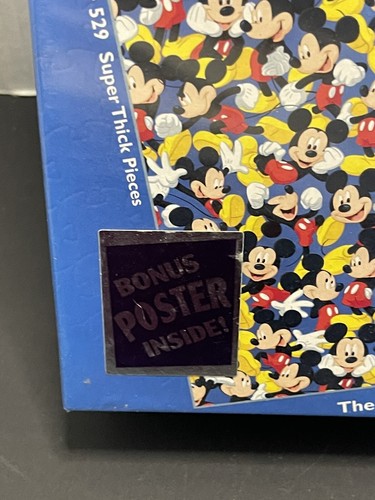 529 Super Thick Pieces
BONUS
POSTER
INSIDE!
The